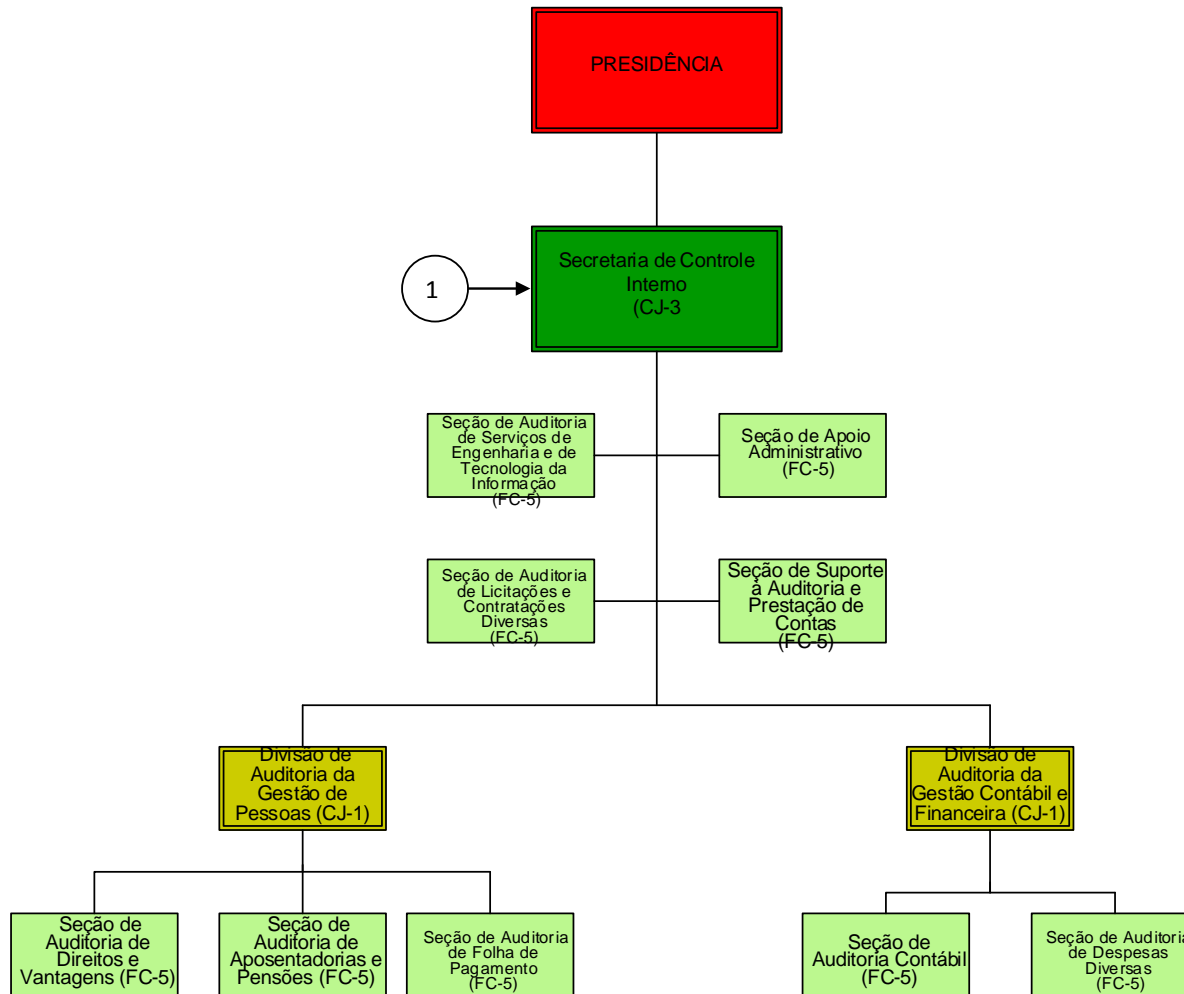 PRESIDÊNCIA
Secretaria de Controle
Interno
(CJ-3
1
Seção de Auditoria
de Serviços de
Engenharia e de
Tecnologia da
Informação
(FC-5)
Seção de Apoio
Administrativo
(FC-5)
Seção de Auditoria
de Licitações e
Contratações
Diversas
(FC-5)
Seção de Suporte
à Auditoria e
Prestação de
Contas
(FC-5)
Divisão de
Auditoria da
Gestão de
Pessoas (CJ-1)
Divisão de
Auditoria da
Gestão Contábil e
Financeira (CJ-1)
Seção de
Auditoria de
Direitos e
Vantagens (FC-5)
Seção de
Auditoria de
Aposentadorias e
Pensões (FC-5)
Seção de Auditoria
de Folha de
Pagamento
(FC-5)
Seção de
Auditoria Contábil
(FC-5)
Seção de Auditoria
de Despesas
Diversas
(FC-5)